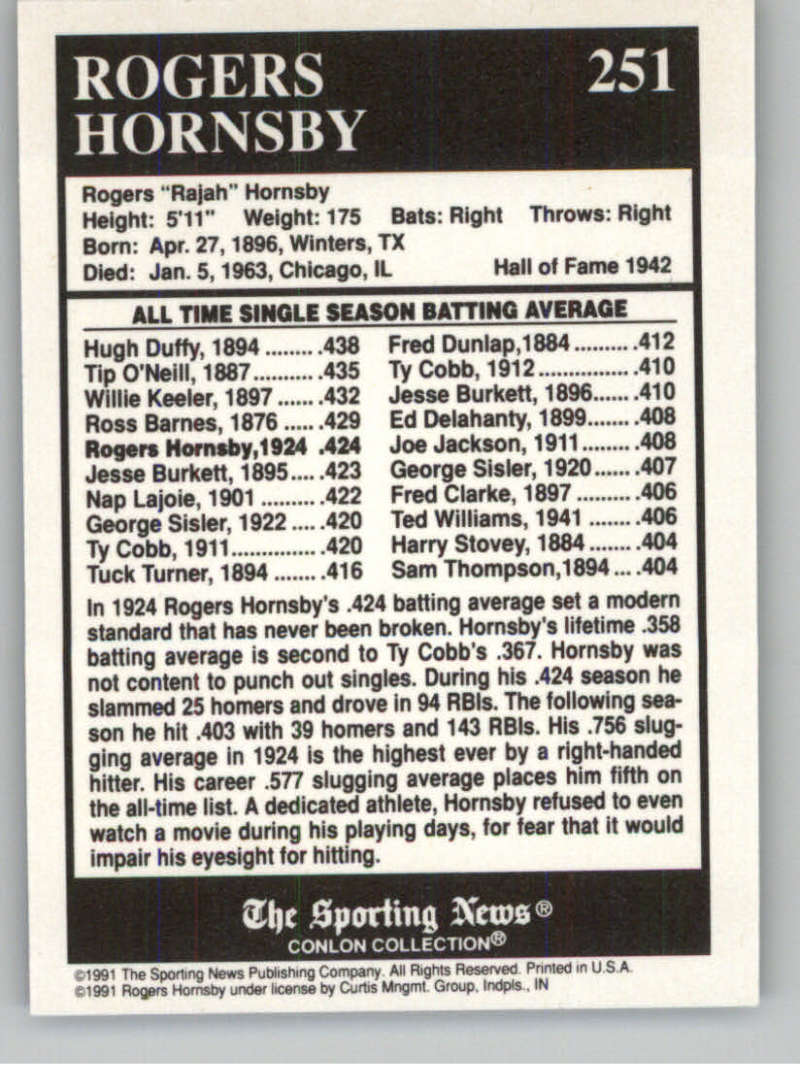 ROGERS 251
HORNSBY
Rogers “Rajah” Hornsby
Height: 5'11” Weight: 175 Bats: Right Throws: Right
Born: Apr. 27, 1896, Winters, TX
Died: Jan. 5, 1963, Chicago, IL Hall of Fame 1942
ALL TIME SINGLE SEASON BATTING AVERAGE
Hugh Duffy, 1894 ......... .438
Tip O'Neill, 1887........... .435
Willie Keeler, 1897 ....... .432
Ross Barnes, 1876 ...... .429
Rogers Hornsby,1924 .424
Jesse Burkett, 1895.... .423
Nap Lajoie, 1901 .......... .422
George Sisler, 1922 ..... .420
Ty Cobb, 1911............... .420
Tuck Turner, 1894 ........ .416
Fred Dunlap,1884 .......... .412
Ty Cobb, 1912................ .410
Jesse Burkett, 1896....... .410
Ed Delahanty, 1899........ .408
Joe Jackson, 1911......... .408
George Sisler, 1920....... .407
Fred Clarke, 1897 .......... .406
Ted Williams, 1941 ........ .406
Harry Stovey, 1884 ........ .404
Sam Thompson,1894 .... .404
In 1924 Rogers Hornsby's .424 batting average set a modern
standard that has never been broken. Hornsby's lifetime .358
batting average is second to Ty Cobb's .367. Hornsby was
not content to punch out singles. During his .424 season he
slammed 25 homers and drove in 94 RBIs. The following sea-
son he hit .403 with 39 homers and 143 RBIs. His .756 slug-
ging average in 1924 is the highest ever by a right-handed
hitter. His career .577 slugging average places him fifth on
the all-time list. A dedicated athlete, Hornsby refused to even
watch a movie during his playing days, for fear that it would
impair his eyesight for hitting.
The Sporting News®
CONLON COLLECTION®
©1991 The Sporting News Publishing Company. All Rights Reserved. Printed in U.S.A.
©1991 Rogers Hornsby under license by Curtis Mngmt. Group, Indpls., IN